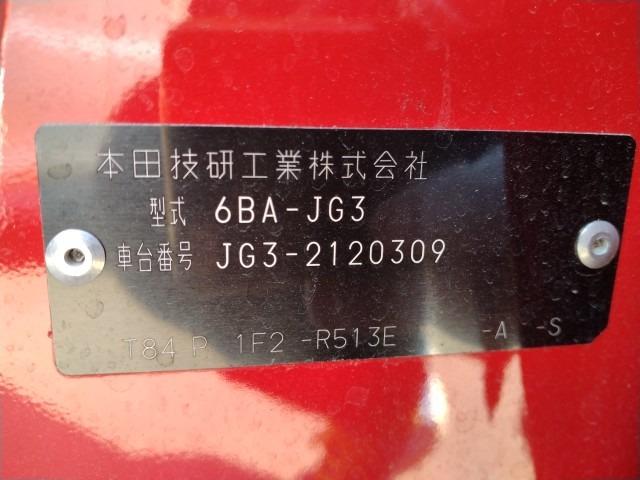 本田技研工業株式会社
型式 6BA-JG3
車台番号 JG3-2120309
T84 P 1F2 -R513E -A -S